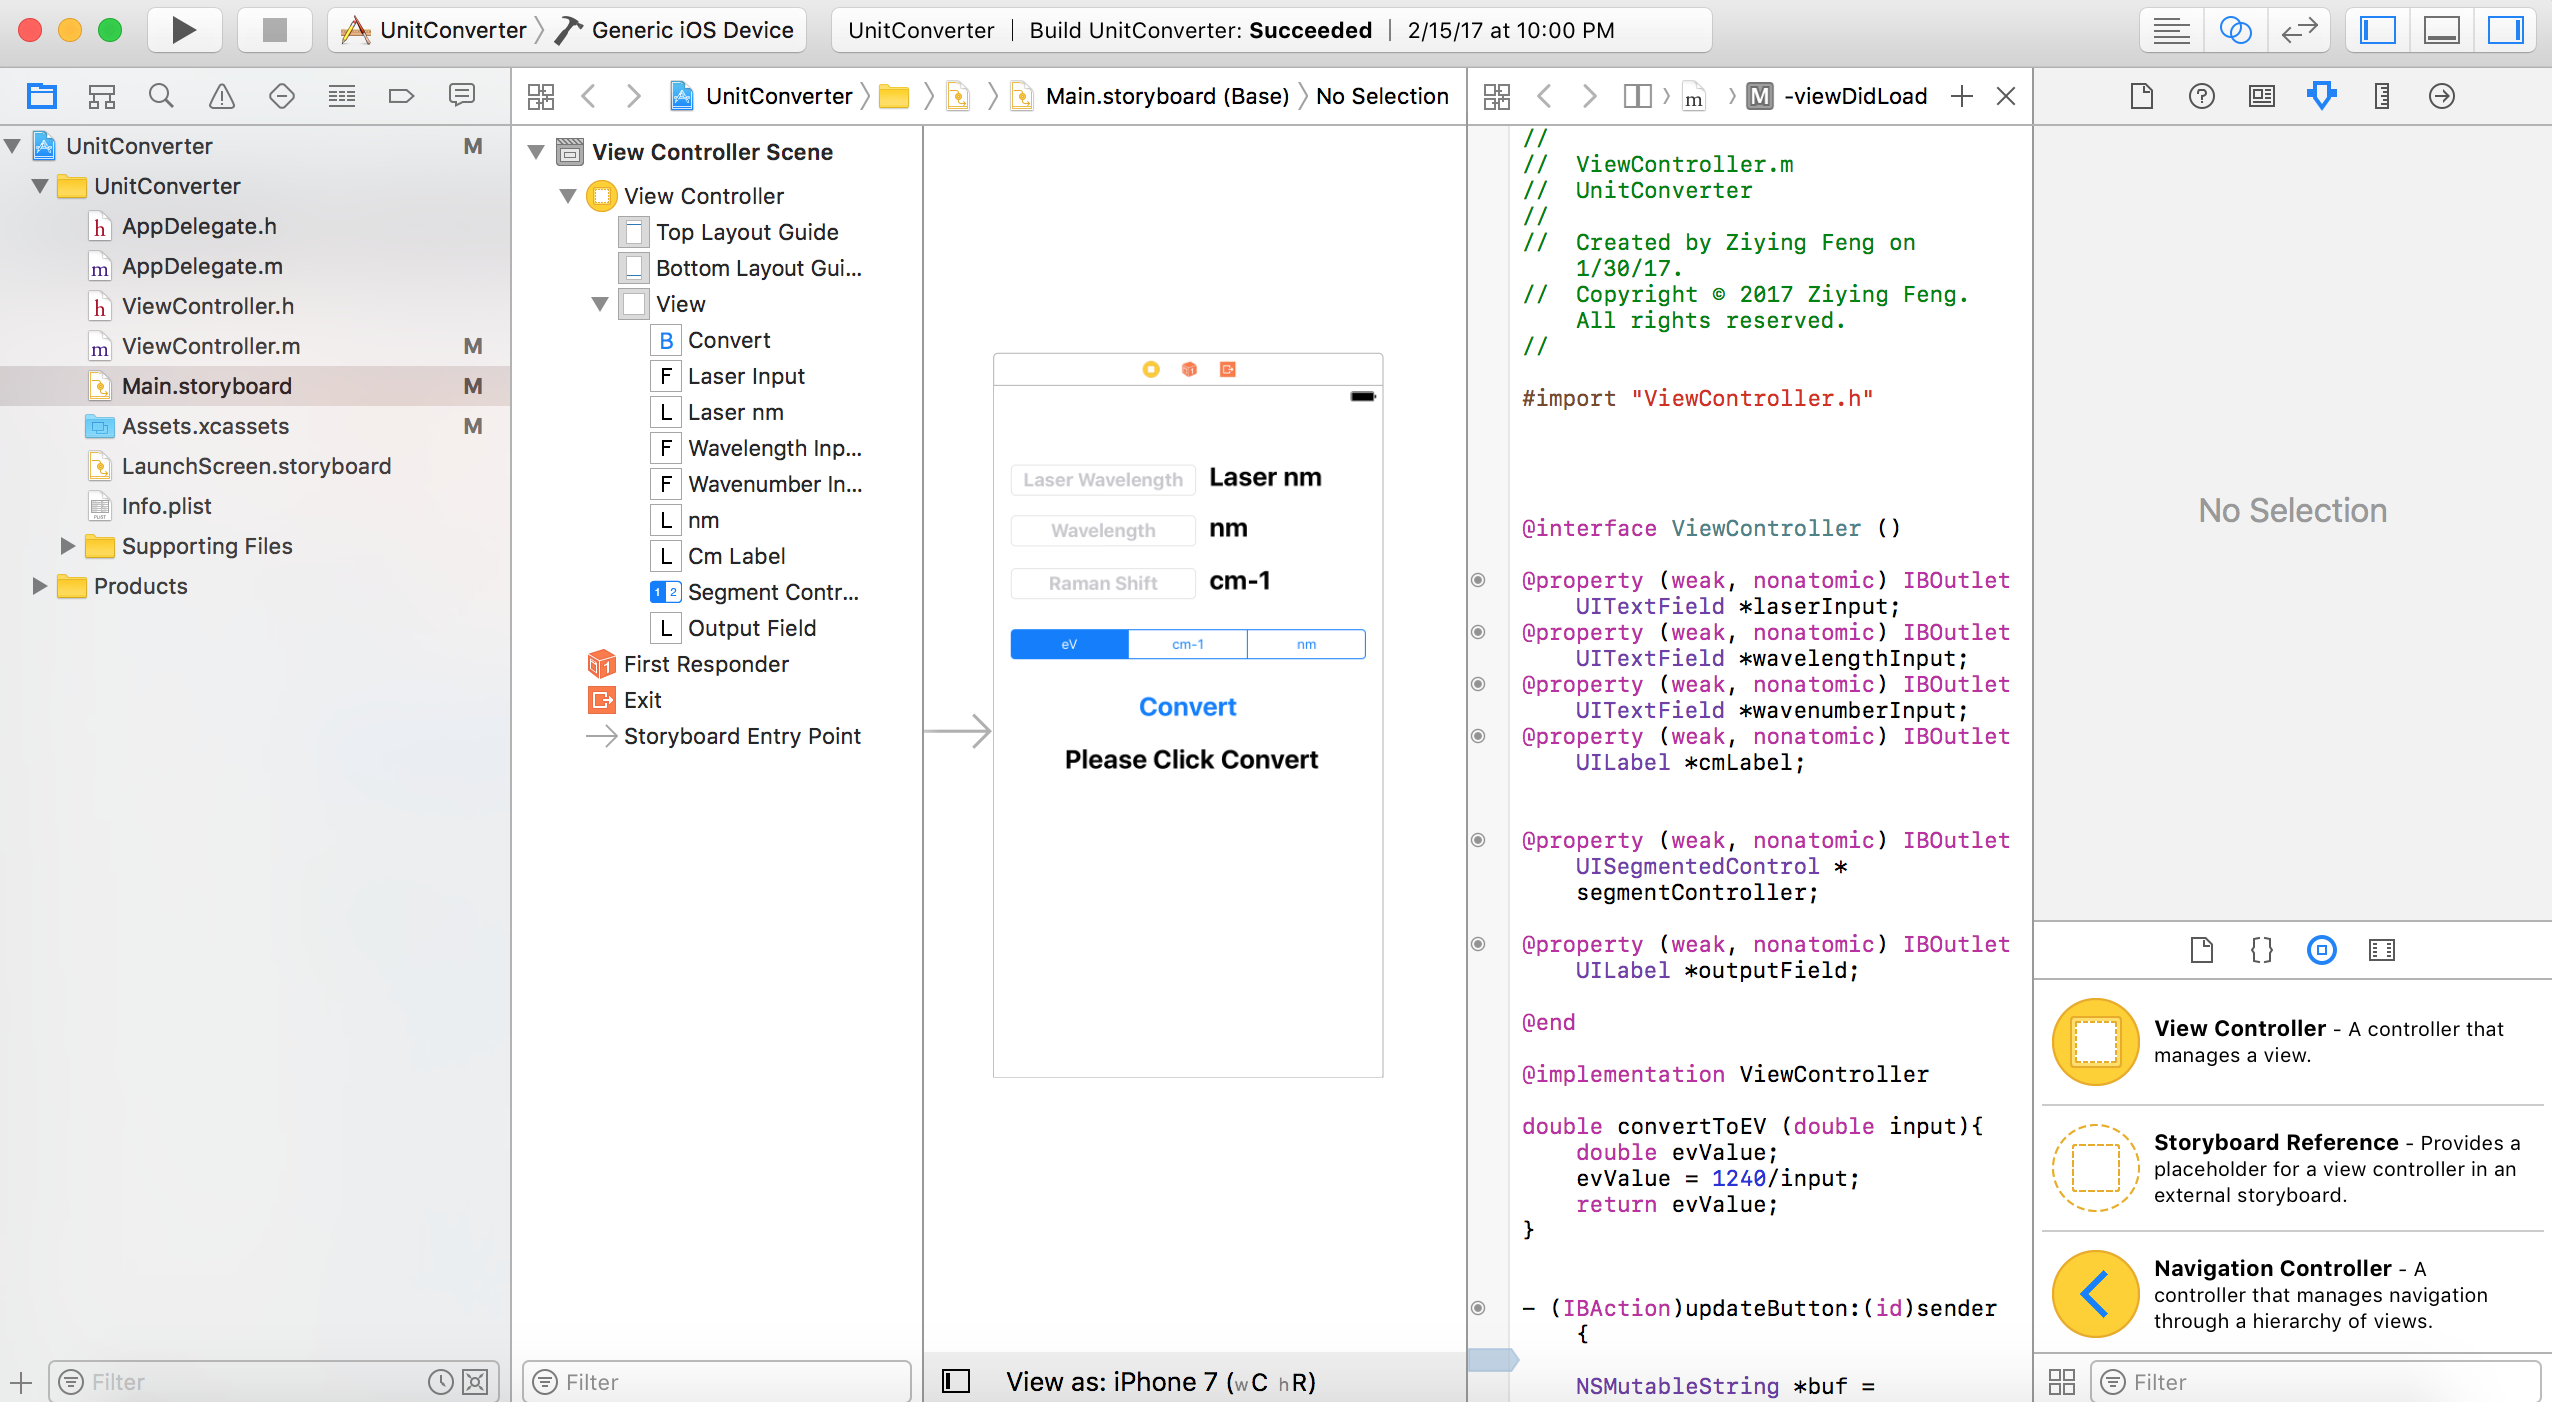 UnitConverter Generic iOS Device
UnitConverter | Build UnitConverter: Succeeded | 2/15/17 at 10:00 PM
UnitConverter M
UnitConverter
AppDelegate.h
AppDelegate.m
ViewController.h
ViewController.m M
Main.storyboard M
Assets.xcassets M
LaunchScreen.storyboard
Info.plist
Supporting Files
Products
Filter
UnitConverter Main.storyboard (Base) No Selection
View Controller Scene
View Controller
Top Layout Guide
Bottom Layout Gui...
View
B Convert
F Laser Input
L Laser nm
F Wavelength Inp...
F Wavenumber In...
L nm
L Cm Label
1 2 Segment Contr...
L Output Field
First Responder
Exit
Storyboard Entry Point
Filter
Laser Wavelength Laser nm
Wavelength nm
Raman Shift cm-1
eV cm-1 nm
Convert
Please Click Convert
View as: iPhone 7 (wC hR)
m M -viewDidLoad
//
// ViewController.m
// UnitConverter
//
// Created by Ziying Feng on
1/30/17.
// Copyright © 2017 Ziying Feng.
All rights reserved.
//
#import "ViewController.h"
@interface ViewController ()
@property (weak, nonatomic) IBOutlet
UITextField *laserInput;
@property (weak, nonatomic) IBOutlet
UITextField *wavelengthInput;
@property (weak, nonatomic) IBOutlet
UITextField *wavenumberInput;
@property (weak, nonatomic) IBOutlet
UILabel *cmLabel;
@property (weak, nonatomic) IBOutlet
UISegmentedControl *
segmentController;
@property (weak, nonatomic) IBOutlet
UILabel *outputField;
@end
@implementation ViewController
double convertToEV (double input){
double evValue;
evValue = 1240/input;
return evValue;
}
- (IBAction)updateButton:(id)sender
{
NSMutableString *buf =
No Selection
View Controller - A controller that
manages a view.
Storyboard Reference - Provides a
placeholder for a view controller in an
external storyboard.
Navigation Controller - A
controller that manages navigation
through a hierarchy of views.
Filter